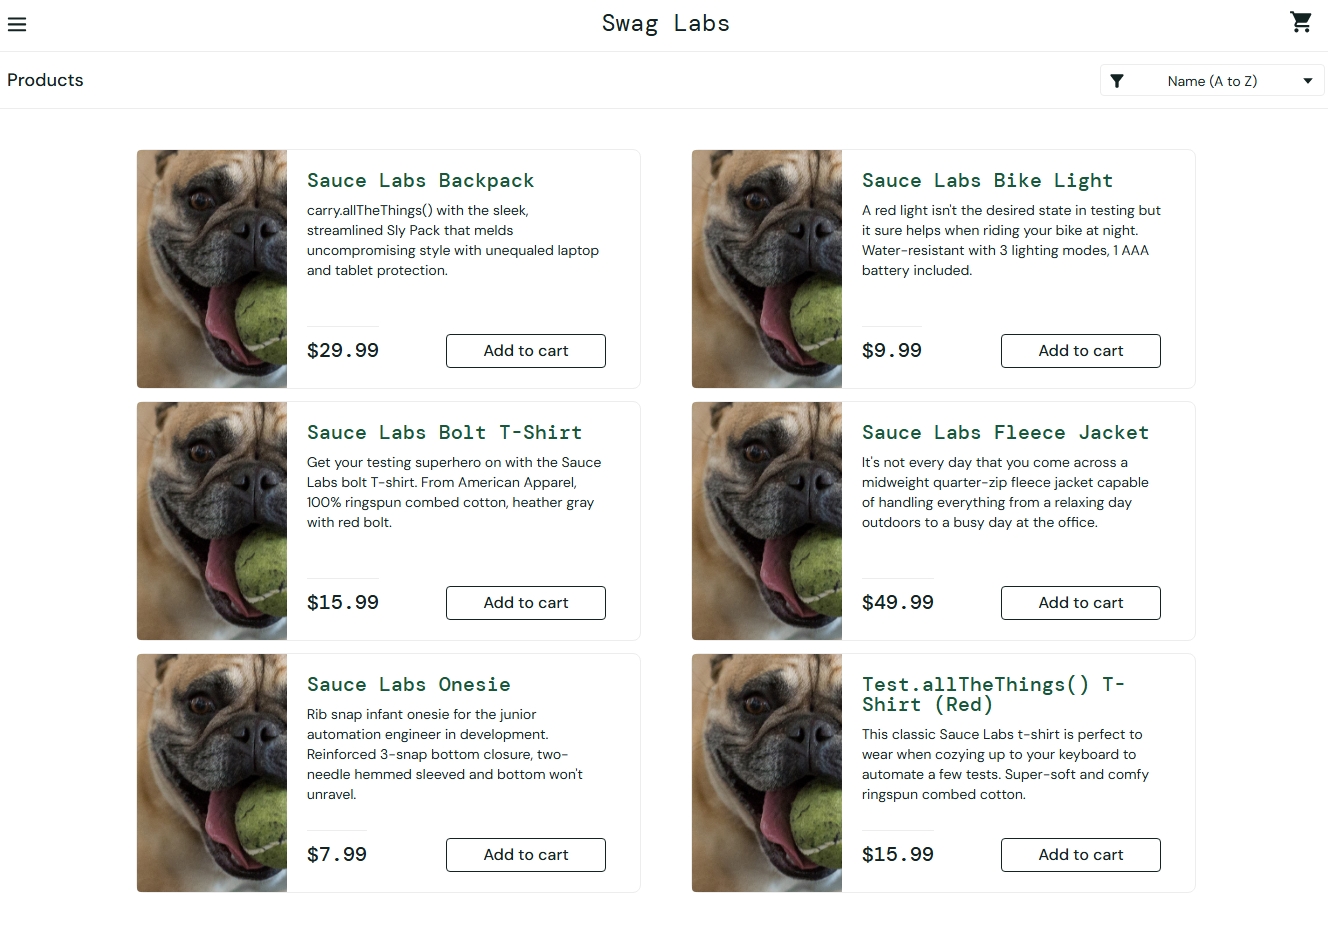 Swag Labs
Products
Name (A to Z)
Sauce Labs Backpack
carry.allTheThings() with the sleek,
streamlined Sly Pack that melds
uncompromising style with unequaled laptop
and tablet protection.
$29.99
Add to cart
Sauce Labs Bike Light
A red light isn't the desired state in testing but
it sure helps when riding your bike at night.
Water-resistant with 3 lighting modes, 1 AAA
battery included.
$9.99
Add to cart
Sauce Labs Bolt T-Shirt
Get your testing superhero on with the Sauce
Labs bolt T-shirt. From American Apparel,
100% ringspun combed cotton, heather gray
with red bolt.
$15.99
Add to cart
Sauce Labs Fleece Jacket
It's not every day that you come across a
midweight quarter-zip fleece jacket capable
of handling everything from a relaxing day
outdoors to a busy day at the office.
$49.99
Add to cart
Sauce Labs Onesie
Rib snap infant onesie for the junior
automation engineer in development.
Reinforced 3-snap bottom closure, two-
needle hemmed sleeved and bottom won't
unravel.
$7.99
Add to cart
Test.allTheThings() T-
Shirt (Red)
This classic Sauce Labs t-shirt is perfect to
wear when cozying up to your keyboard to
automate a few tests. Super-soft and comfy
ringspun combed cotton.
$15.99
Add to cart